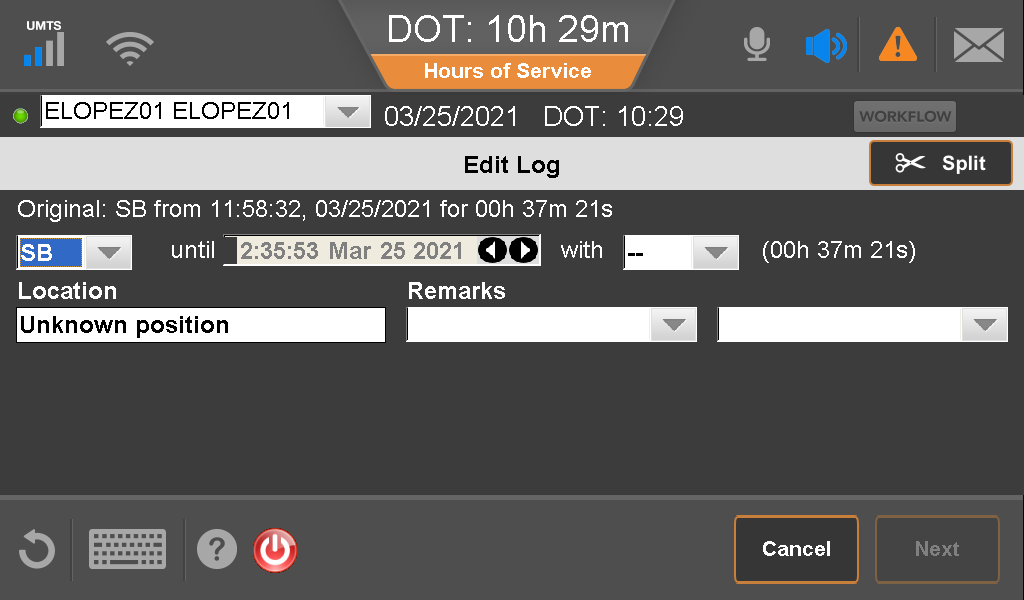 UMTS
DOT: 10h 29m
Hours of Service
ELOPEZ01 ELOPEZ01
03/25/2021 DOT: 10:29
WORKFLOW
Edit Log
Split
Original: SB from 11:58:32, 03/25/2021 for 00h 37m 21s
SB until 2:35:53 Mar 25 2021 with -- (00h 37m 21s)
Location Remarks
Unknown position
? Cancel Next